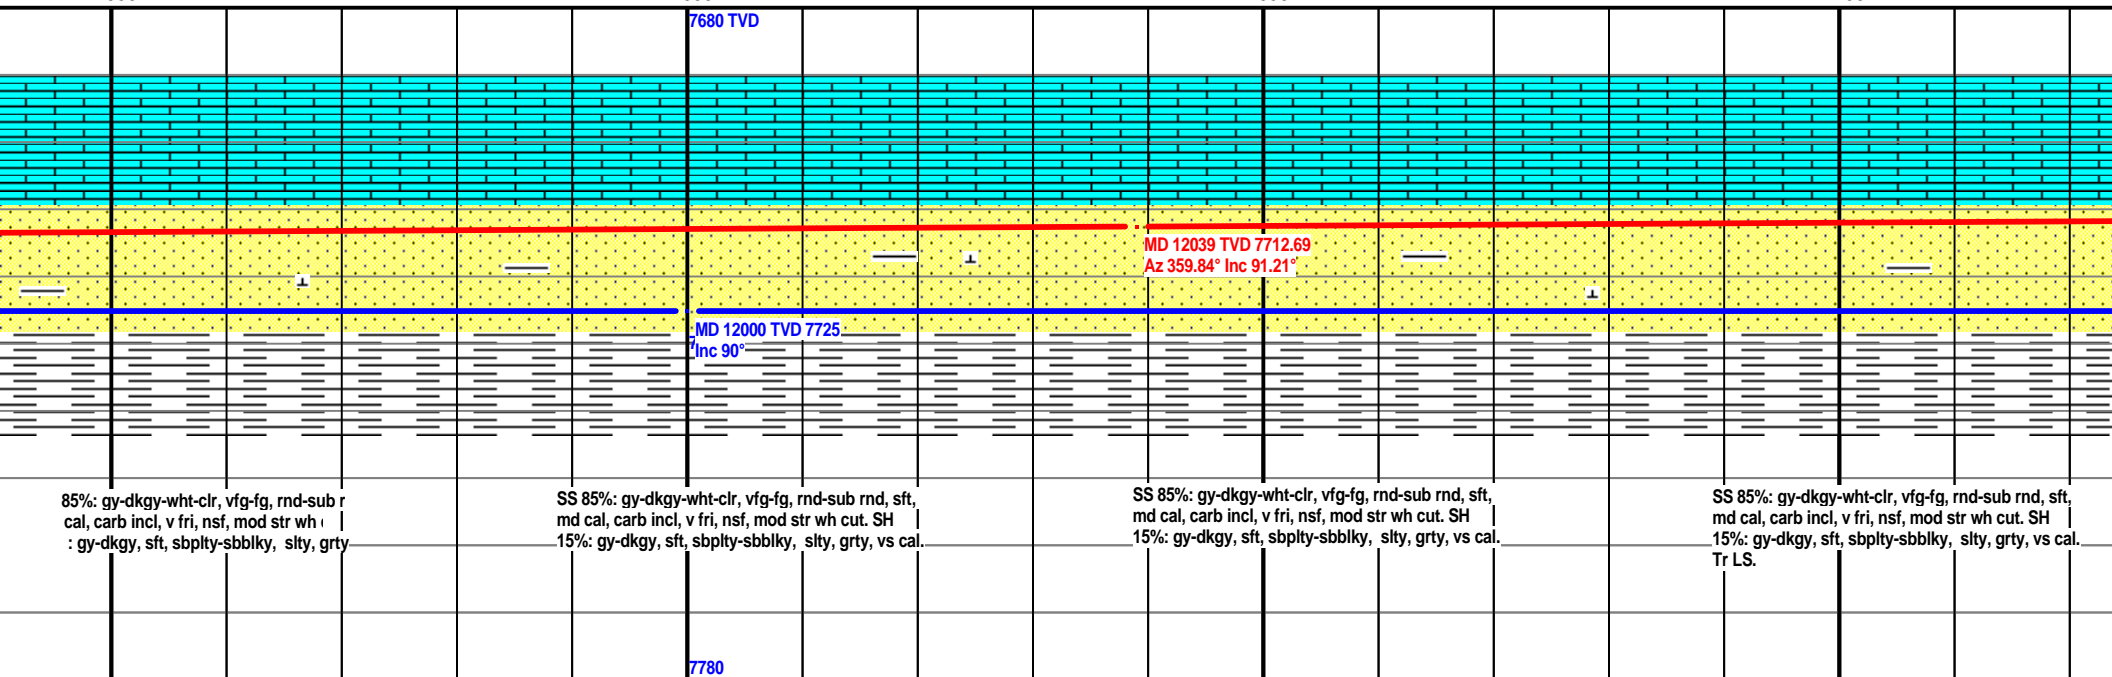 7680 TVD
MD 12039 TVD 7712.69
Az 359.84° Inc 91.21°
MD 12000 TVD 7725
Inc 90°
85%: gy-dkgy-wht-clr, vfg-fg, rnd-sub r
cal, carb incl, v fri, nsf, mod str wh
: gy-dkgy, sft, sbplty-sbblky, slty, grty
SS 85%: gy-dkgy-wht-clr, vfg-fg, rnd-sub rnd, sft,
md cal, carb incl, v fri, nsf, mod str wh cut. SH
15%: gy-dkgy, sft, sbplty-sbblky, slty, grty, vs cal.
SS 85%: gy-dkgy-wht-clr, vfg-fg, rnd-sub rnd, sft,
md cal, carb incl, v fri, nsf, mod str wh cut. SH
15%: gy-dkgy, sft, sbplty-sbblky, slty, grty, vs cal.
SS 85%: gy-dkgy-wht-clr, vfg-fg, rnd-sub rnd, sft,
md cal, carb incl, v fri, nsf, mod str wh cut. SH
15%: gy-dkgy, sft, sbplty-sbblky, slty, grty, vs cal.
Tr LS.
7780